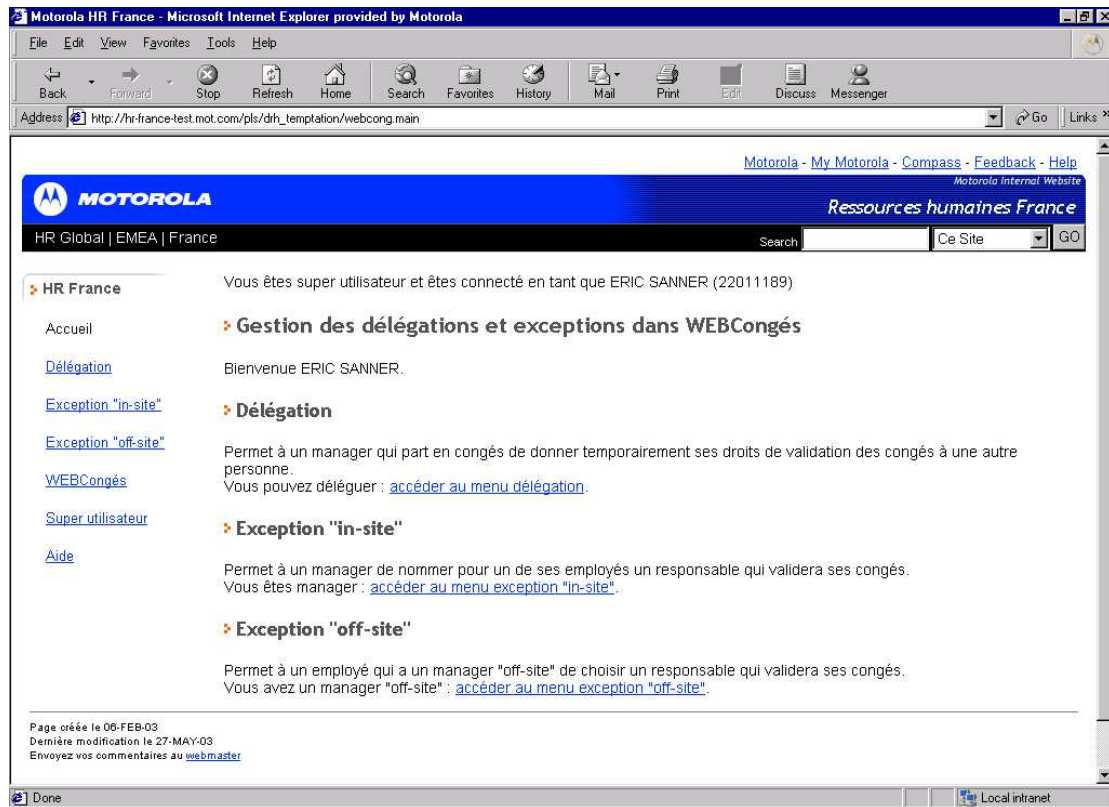 Motorola HR France - Microsoft Internet Explorer provided by Motorola
File Edit View Favorites Tools Help
Back Forward Stop Refresh Home Search Favorites History Mail Print Edit Discuss Messenger
Address http://hr-france-test.mot.com/pls/drh_temptation/webcong.main Go Links »
Motorola - My Motorola - Compass - Feedback - Help
Motorola Internal Website
MOTOROLA
Ressources humaines France
HR Global | EMEA | France
Search Ce Site GO
HR France
Accueil
Délégation
Exception "in-site"
Exception "off-site"
WEBCongés
Super utilisateur
Aide
Vous êtes super utilisateur et êtes connecté en tant que ERIC SANNER (22011189)
Gestion des délégations et exceptions dans WEBCongés
Bienvenue ERIC SANNER.
Délégation
Permet à un manager qui part en congés de donner temporairement ses droits de validation des congés à une autre
personne.
Vous pouvez déléguer : accéder au menu délégation.
Exception "in-site"
Permet à un manager de nommer pour un de ses employés un responsable qui validera ses congés.
Vous êtes manager : accéder au menu exception "in-site".
Exception "off-site"
Permet à un employé qui a un manager "off-site" de choisir un responsable qui validera ses congés.
Vous avez un manager "off-site" : accéder au menu exception "off-site".
Page créée le 06-FEB-03
Dernière modification le 27-MAY-03
Envoyez vos commentaires au webmaster
Done
Local intranet